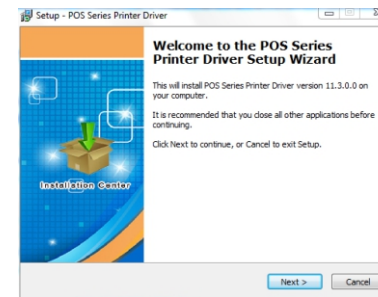 Setup - POS Series Printer Driver
Welcome to the POS Series
Printer Driver Setup Wizard
This will install POS Series Printer Driver version 11.3.0.0 on
your computer.
It is recommended that you close all other applications before
continuing.
Click Next to continue, or Cancel to exit Setup.
Installation Center
Next >
Cancel